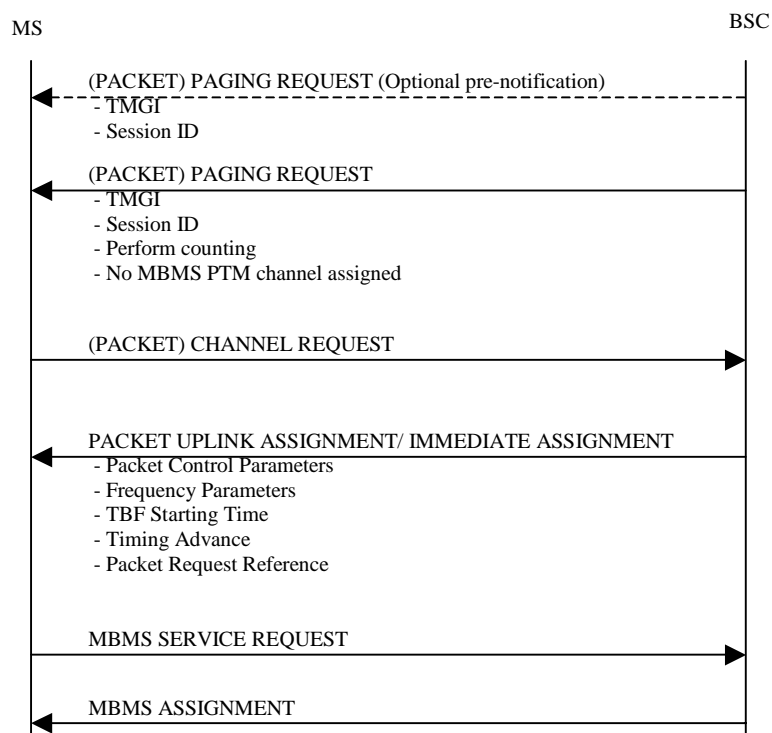 MS
BSC
(PACKET) PAGING REQUEST (Optional pre-notification)
- TMGI
- Session ID
(PACKET) PAGING REQUEST
- TMGI
- Session ID
- Perform counting
- No MBMS PTM channel assigned
(PACKET) CHANNEL REQUEST
PACKET UPLINK ASSIGNMENT/ IMMEDIATE ASSIGNMENT
- Packet Control Parameters
- Frequency Parameters
- TBF Starting Time
- Timing Advance
- Packet Request Reference
MBMS SERVICE REQUEST
MBMS ASSIGNMENT